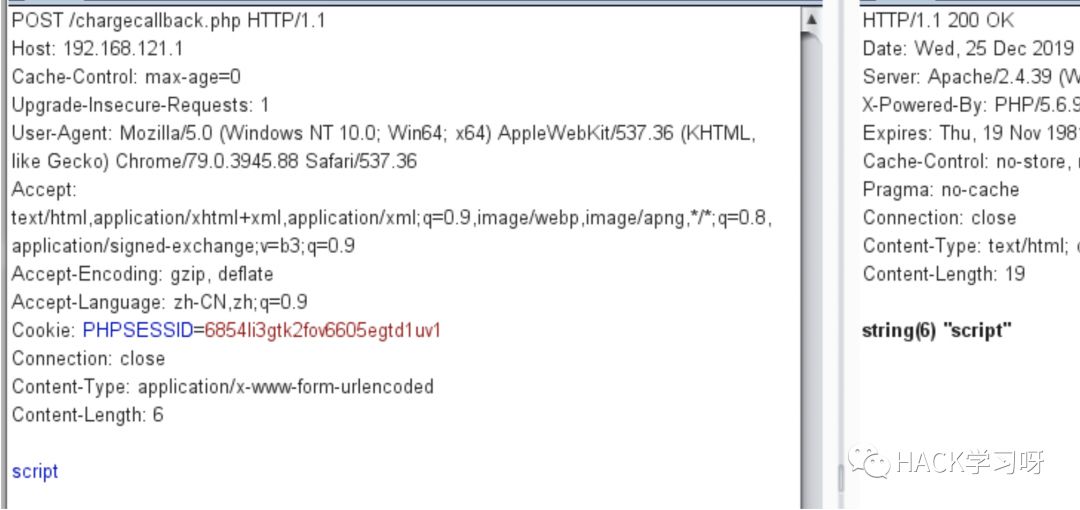 POST /chargecallback.php HTTP/1.1
Host: 192.168.121.1
Cache-Control: max-age=0
Upgrade-Insecure-Requests: 1
User-Agent: Mozilla/5.0 (Windows NT 10.0; Win64; x64) AppleWebKit/537.36 (KHTML,
like Gecko) Chrome/79.0.3945.88 Safari/537.36
Accept:
text/html,application/xhtml+xml,application/xml;q=0.9,image/webp,image/apng,*/*;q=0.8,
application/signed-exchange;v=b3;q=0.9
Accept-Encoding: gzip, deflate
Accept-Language: zh-CN,zh;q=0.9
Cookie: PHPSESSID=6854li3gtk2fov6605egtd1uv1
Connection: close
Content-Type: application/x-www-form-urlencoded
Content-Length: 6
script
HTTP/1.1 200 OK
Date: Wed, 25 Dec 2019
Server: Apache/2.4.39 (W
X-Powered-By: PHP/5.6.9
Expires: Thu, 19 Nov 198
Cache-Control: no-store,
Pragma: no-cache
Connection: close
Content-Type: text/html;
Content-Length: 19
string(6) "script"
HACK学习呀